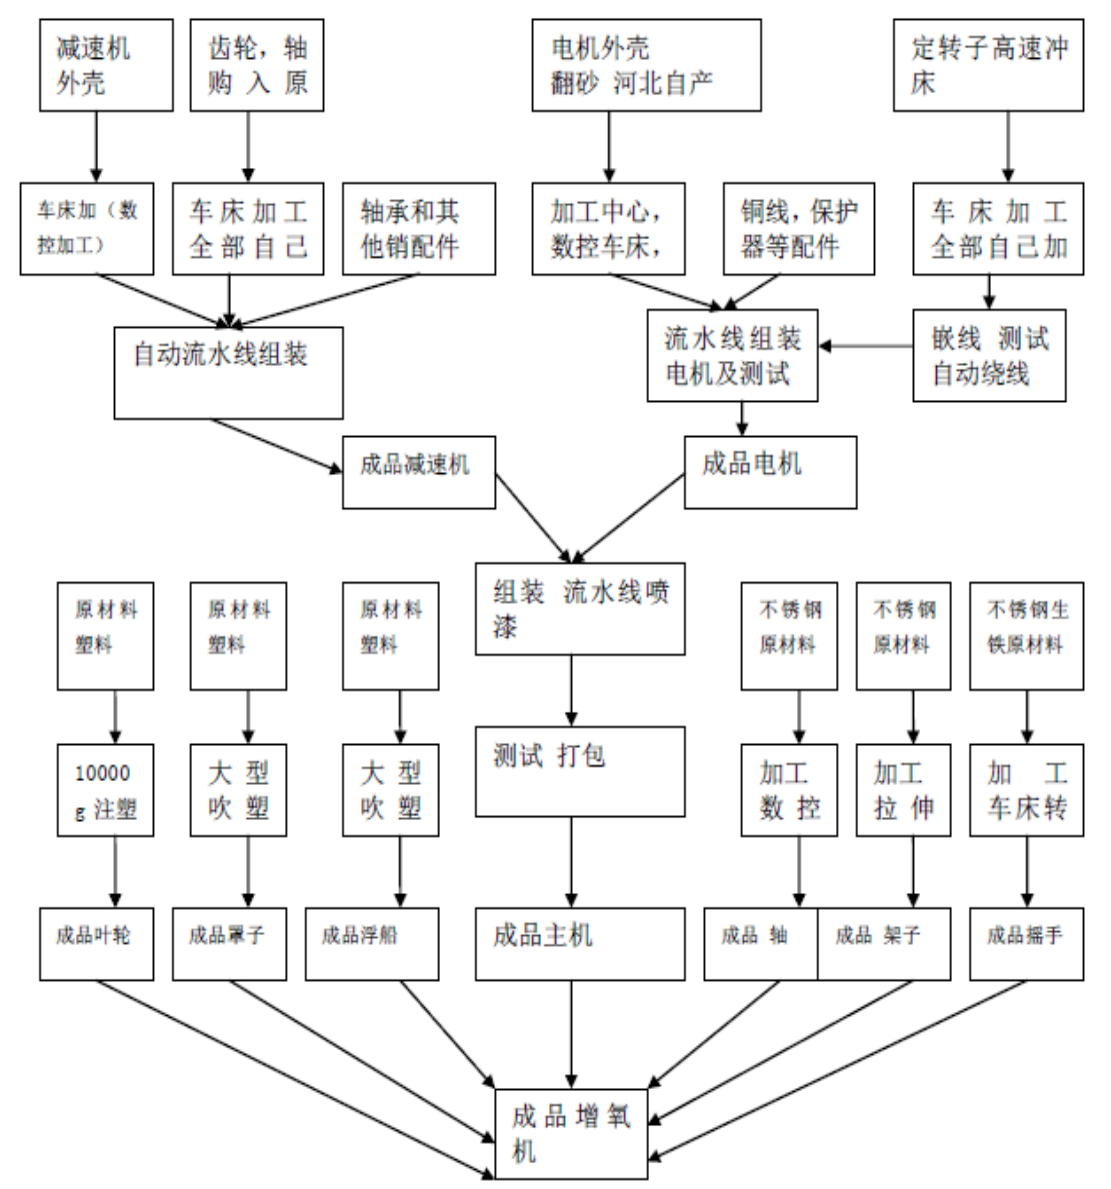 减速机
外壳
齿轮，轴
购 入 原
电机外壳
翻砂 河北自产
定转子高速冲
床
车床加（数
控加工）
车床加工
全部自己
轴承和其
他销配件
加工中心，
数控车床，
铜线，保护
器等配件
车床加工
全部自己加
自动流水线组装
流水线组装
电机及测试
嵌线 测试
自动绕线
成品减速机
成品电机
组装 流水线喷
漆
原材料
塑料
原材料
塑料
原材料
塑料
不锈钢
原材料
不锈钢
原材料
不锈钢生
铁原材料
测试 打包
10000
g 注塑
大 型
吹 塑
大 型
吹 塑
加工
数 控
加工
拉 伸
加 工
车床转
成品叶轮
成品罩子
成品浮船
成品主机
成品 轴
成品 架子
成品摇手
成品增氧
机